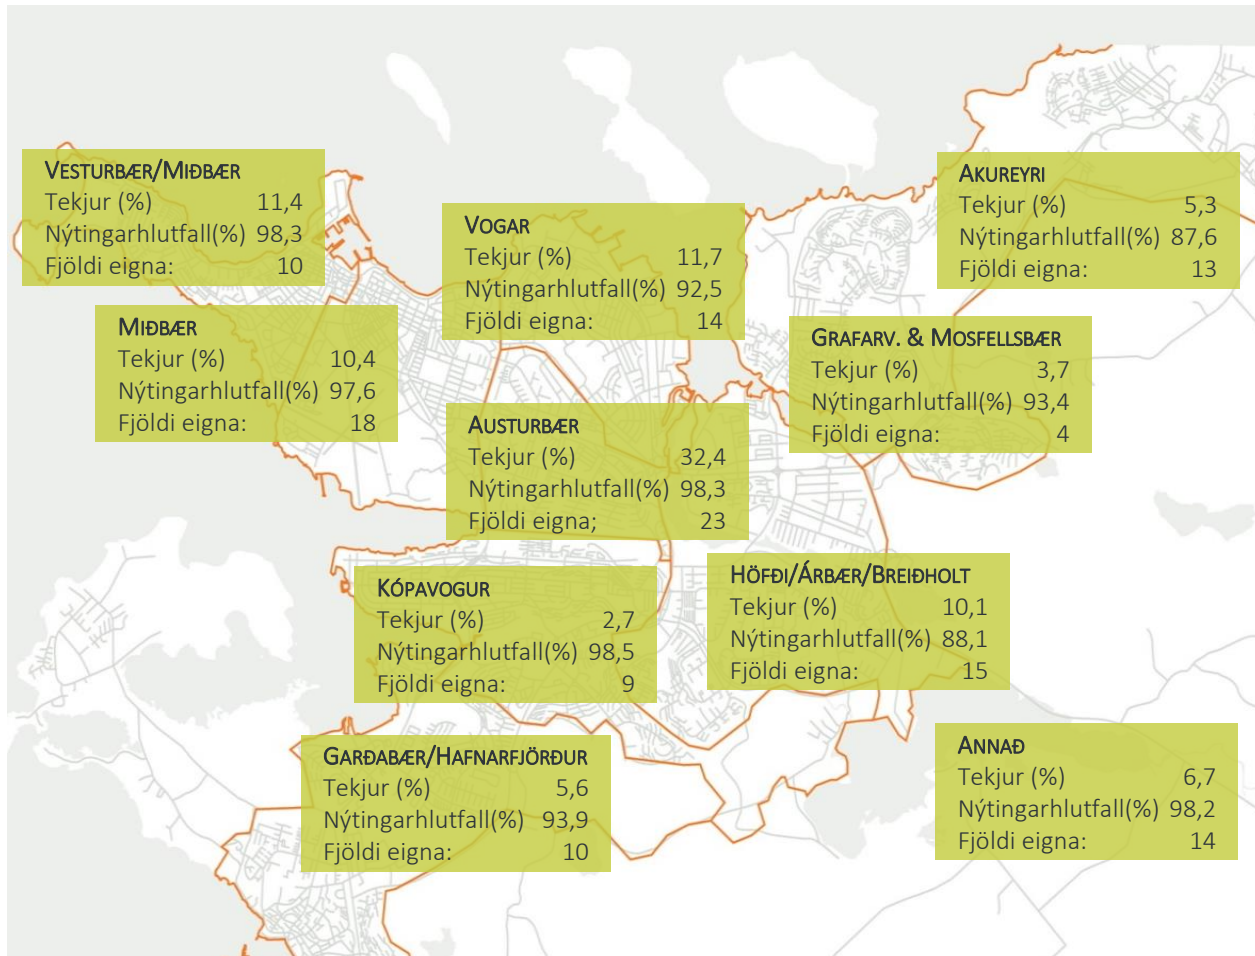 VESTURBÆR/MIÐBÆR
Tekjur (%) 11,4
Nýtingarhlutfall(%) 98,3
Fjöldi eigna: 10
MIÐBÆR
Tekjur (%) 10,4
Nýtingarhlutfall(%) 97,6
Fjöldi eigna: 18
VOGAR
Tekjur (%) 11,7
Nýtingarhlutfall(%) 92,5
Fjöldi eigna: 14
AKUREYRI
Tekjur (%) 5,3
Nýtingarhlutfall(%) 87,6
Fjöldi eigna: 13
GRAFARV. & MOSFELLSBÆR
Tekjur (%) 3,7
Nýtingarhlutfall(%) 93,4
Fjöldi eigna: 4
AUSTURBÆR
Tekjur (%) 32,4
Nýtingarhlutfall(%) 98,3
Fjöldi eigna; 23
KÓPAVOGUR
Tekjur (%) 2,7
Nýtingarhlutfall(%) 98,5
Fjöldi eigna: 9
HÖFÐI/ÁRBÆR/BREIÐHOLT
Tekjur (%) 10,1
Nýtingarhlutfall(%) 88,1
Fjöldi eigna: 15
GARÐABÆR/HAFNARFJÖRÐUR
Tekjur (%) 5,6
Nýtingarhlutfall(%) 93,9
Fjöldi eigna: 10
ANNAÐ
Tekjur (%) 6,7
Nýtingarhlutfall(%) 98,2
Fjöldi eigna: 14